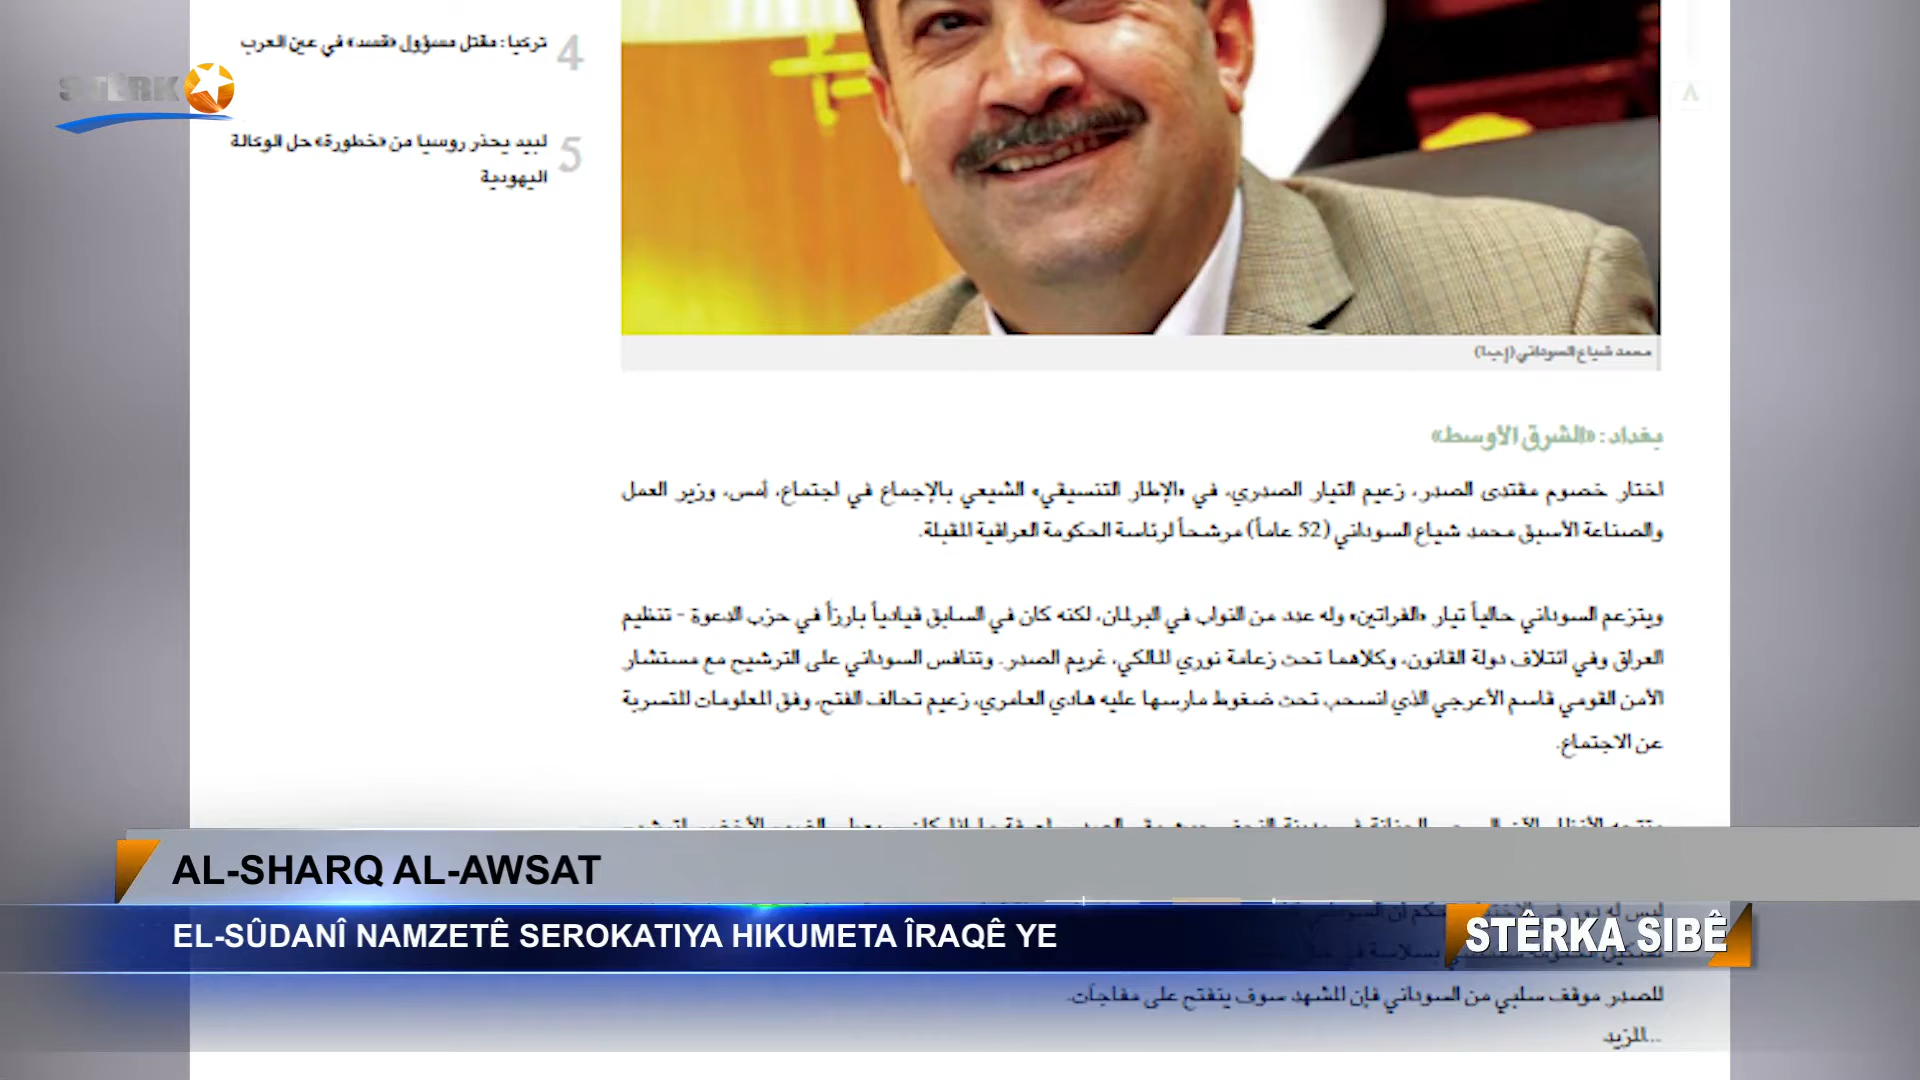 4 تركيا: مقتل مسؤول «قسد» في عين العرب
STÊRK
5 لبيد يحذر روسيا من «خطورة» حل الوكالة
اليهودية
محمد شياع السوداني (إ.ب.أ)
بغداد: «الشرق الأوسط»
اختار خصوم مقتدى الصدر، زعيم التيار الصدري، في «الإطار التنسيقي» الشيعي بالإجماع في اجتماع، أمس، وزير العمل
والصناعة الأسبق محمد شياع السوداني (52 عاماً) مرشحاً لرئاسة الحكومة العراقية المقبلة.
ويتزعم السوداني حالياً تيار «الفراتين» وله عدد من النواب في البرلمان، لكنه كان في السابق قيادياً بارزاً في حزب الدعوة - تنظيم
العراق وفي ائتلاف دولة القانون، وكلاهما تحت زعامة نوري المالكي، غريم الصدر. وتنافس السوداني على الترشيح مع مستشار
الأمن القومي قاسم الأعرجي الذي انسحب تحت ضغوط مارسها عليه هادي العامري، زعيم تحالف الفتح، وفق المعلومات المتسربة
عن الاجتماع.
AL-SHARQ AL-AWSAT
EL-SÛDANÎ NAMZETÊ SEROKATIYA HIKUMETA ÎRAQÊ YE
STÊRKA SIBÊ
للصدر موقف سلبي من السوداني فإن المشهد سوف ينفتح على مفاجآت.
...المزيد